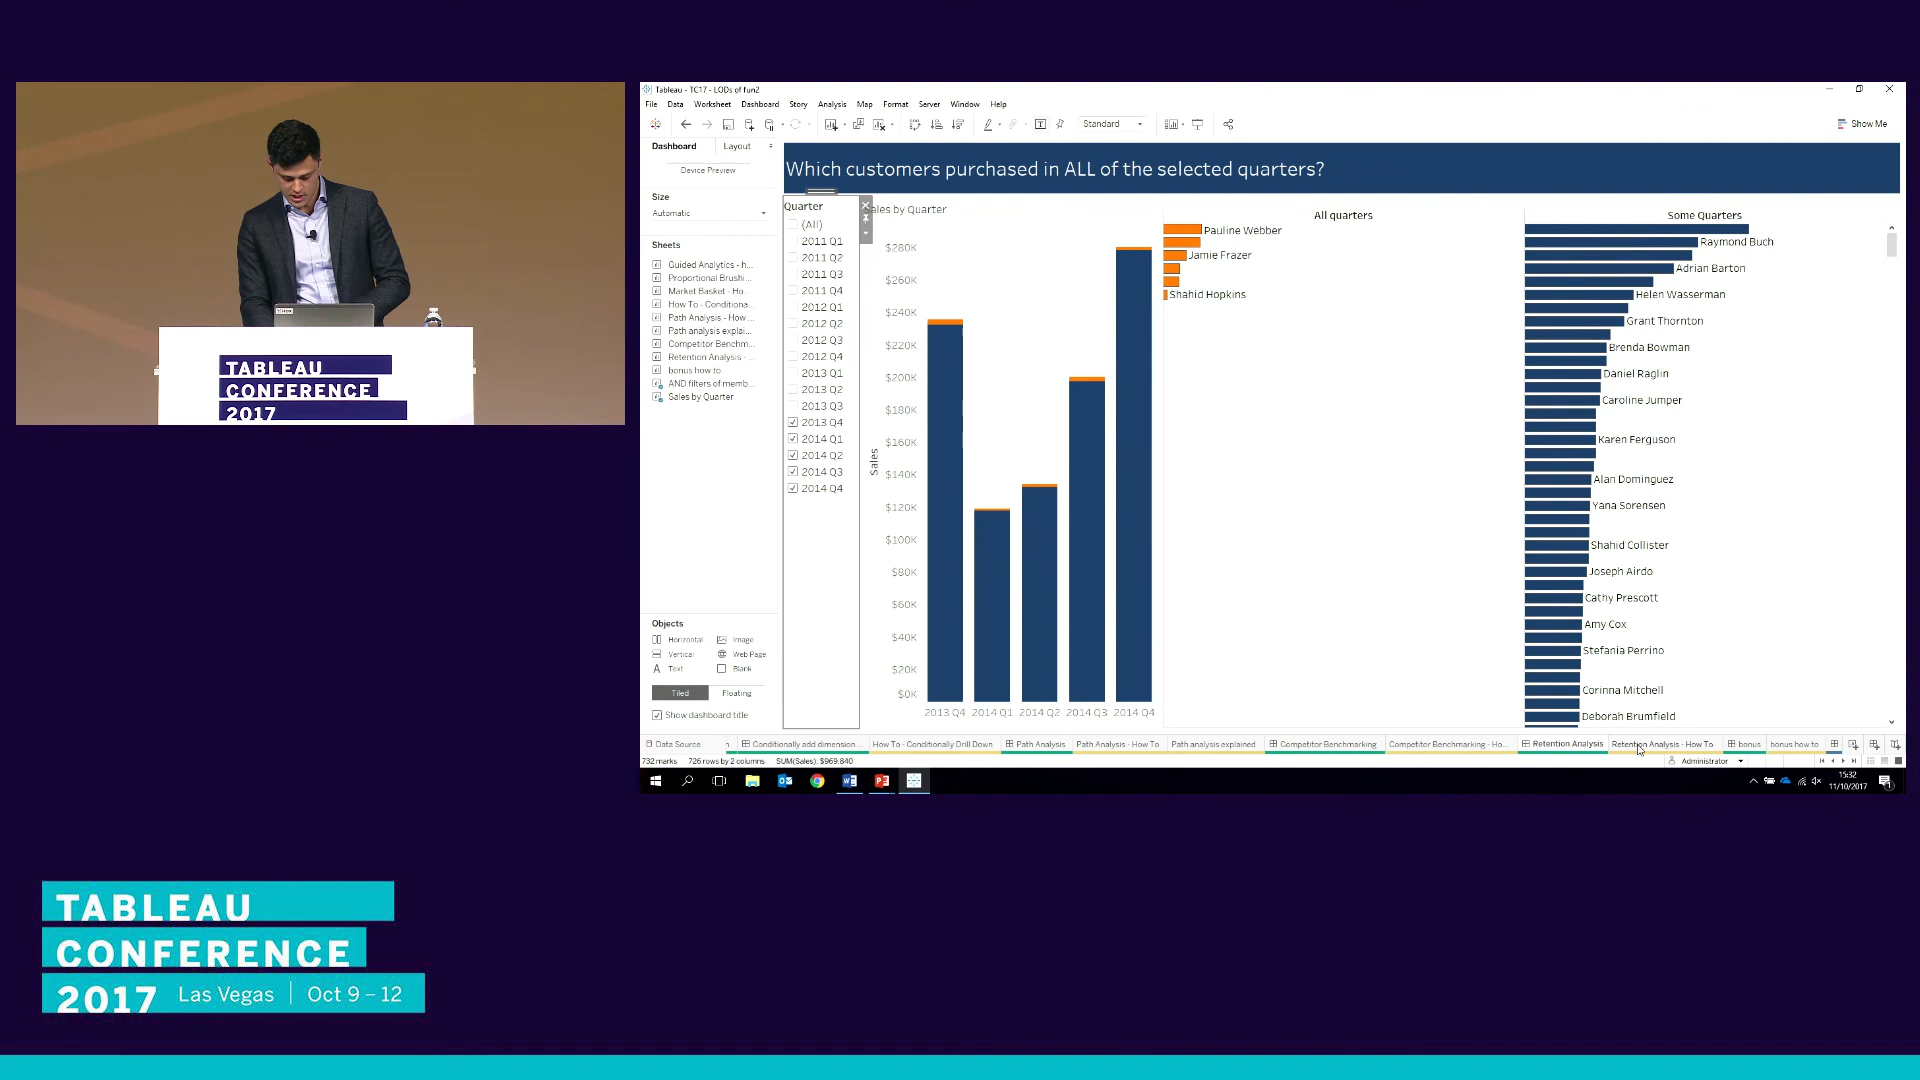 TABLEAU
CONFERENCE
2017
Tableau - TC17 - LODs of fun2
File Data Worksheet Dashboard Story Analysis Map Format Server Window Help
Standard
Show Me
Dashboard Layout
Device Preview
Size
Automatic
Sheets
Guided Analytics - h...
Proportional Brushi...
Market Basket - Ho...
How To - Conditiona...
Path Analysis - How ...
Path analysis explai...
Competitor Benchm...
Retention Analysis - ...
bonus how to
AND filters of memb...
Sales by Quarter
Objects
Horizontal Image
Vertical Web Page
Text Blank
Tiled Floating
Show dashboard title
Which customers purchased in ALL of the selected quarters?
Quarter
(All)
2011 Q1
2011 Q2
2011 Q3
2011 Q4
2012 Q1
2012 Q2
2012 Q3
2012 Q4
2013 Q1
2013 Q2
2013 Q3
2013 Q4
2014 Q1
2014 Q2
2014 Q3
2014 Q4
ales by Quarter
Sales
$280K
$260K
$240K
$220K
$200K
$180K
$160K
$140K
$120K
$100K
$80K
$60K
$40K
$20K
$0K
2013 Q4 2014 Q1 2014 Q2 2014 Q3 2014 Q4
All quarters
Pauline Webber
Jamie Frazer
Shahid Hopkins
Some Quarters
Raymond Buch
Adrian Barton
Helen Wasserman
Grant Thornton
Brenda Bowman
Daniel Raglin
Caroline Jumper
Karen Ferguson
Alan Dominguez
Yana Sorensen
Shahid Collister
Joseph Airdo
Cathy Prescott
Amy Cox
Stefania Perrino
Corinna Mitchell
Deborah Brumfield
Data Source Conditionally add dimension ... How To - Conditionally Drill Down Path Analysis Path Analysis - How To Path analysis explained Competitor Benchmarking Competitor Benchmarking - Ho... Retention Analysis Retention Analysis - How To bonus bonus how to
732 marks 726 rows by 2 columns SUM(Sales): $969,840
Administrator
15:32
11/10/2017
TABLEAU
CONFERENCE
2017 Las Vegas | Oct 9 – 12